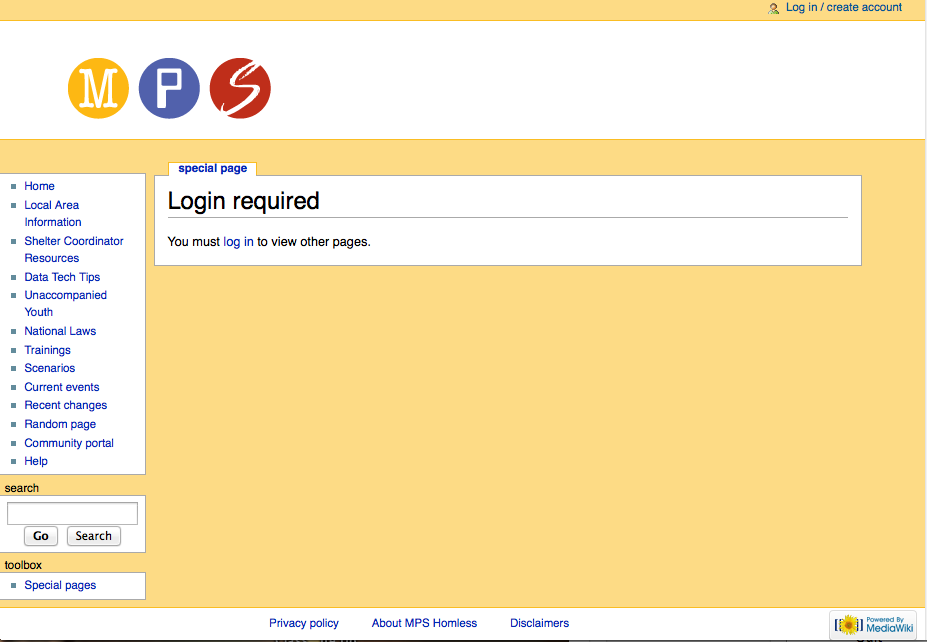 Log in / create account
M P S
special page
Login required
You must log in to view other pages.
Home
Local Area
Information
Shelter Coordinator
Resources
Data Tech Tips
Unaccompanied
Youth
National Laws
Trainings
Scenarios
Current events
Recent changes
Random page
Community portal
Help
search
Go Search
toolbox
Special pages
Privacy policy About MPS Homless Disclaimers
Powered By
MediaWiki